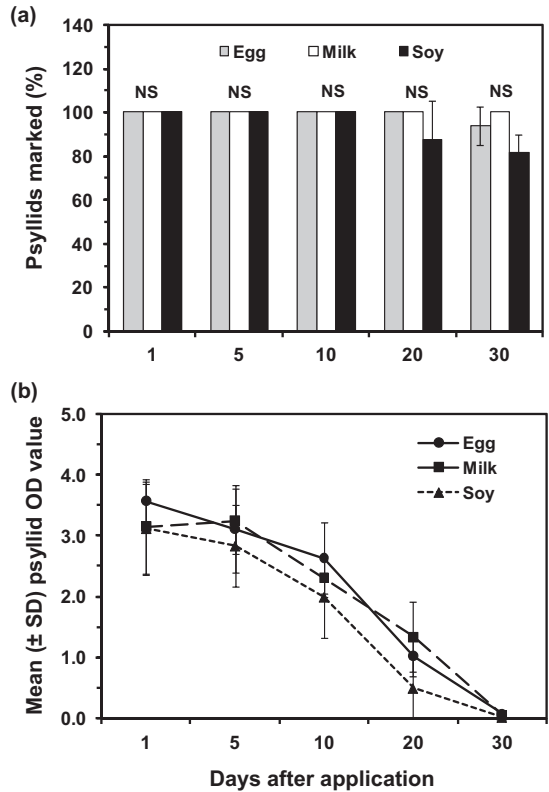 (a)
140
120
100
80
60
40
20
0
Psyllids marked (%)
Egg Milk Soy
NS NS NS NS NS
1 5 10 20 30
(b)
5.0
4.0
3.0
2.0
1.0
0.0
Mean (± SD) psyllid OD value
Egg
Milk
Soy
1 5 10 20 30
Days after application